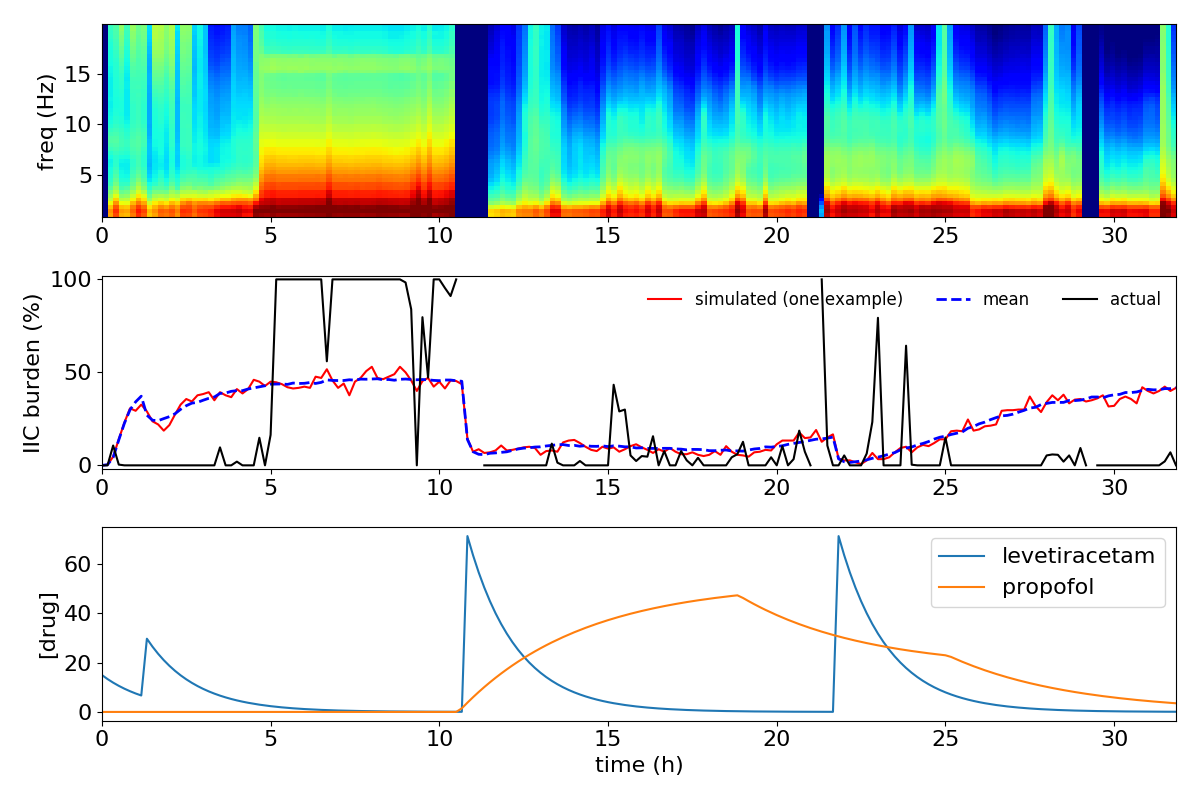 freq (Hz)
15
10
5
0 5 10 15 20 25 30
IIC burden (%)
100
50
0
simulated (one example) mean actual
0 5 10 15 20 25 30
[drug]
60
40
20
0
levetiracetam
propofol
0 5 10 15 20 25 30
time (h)